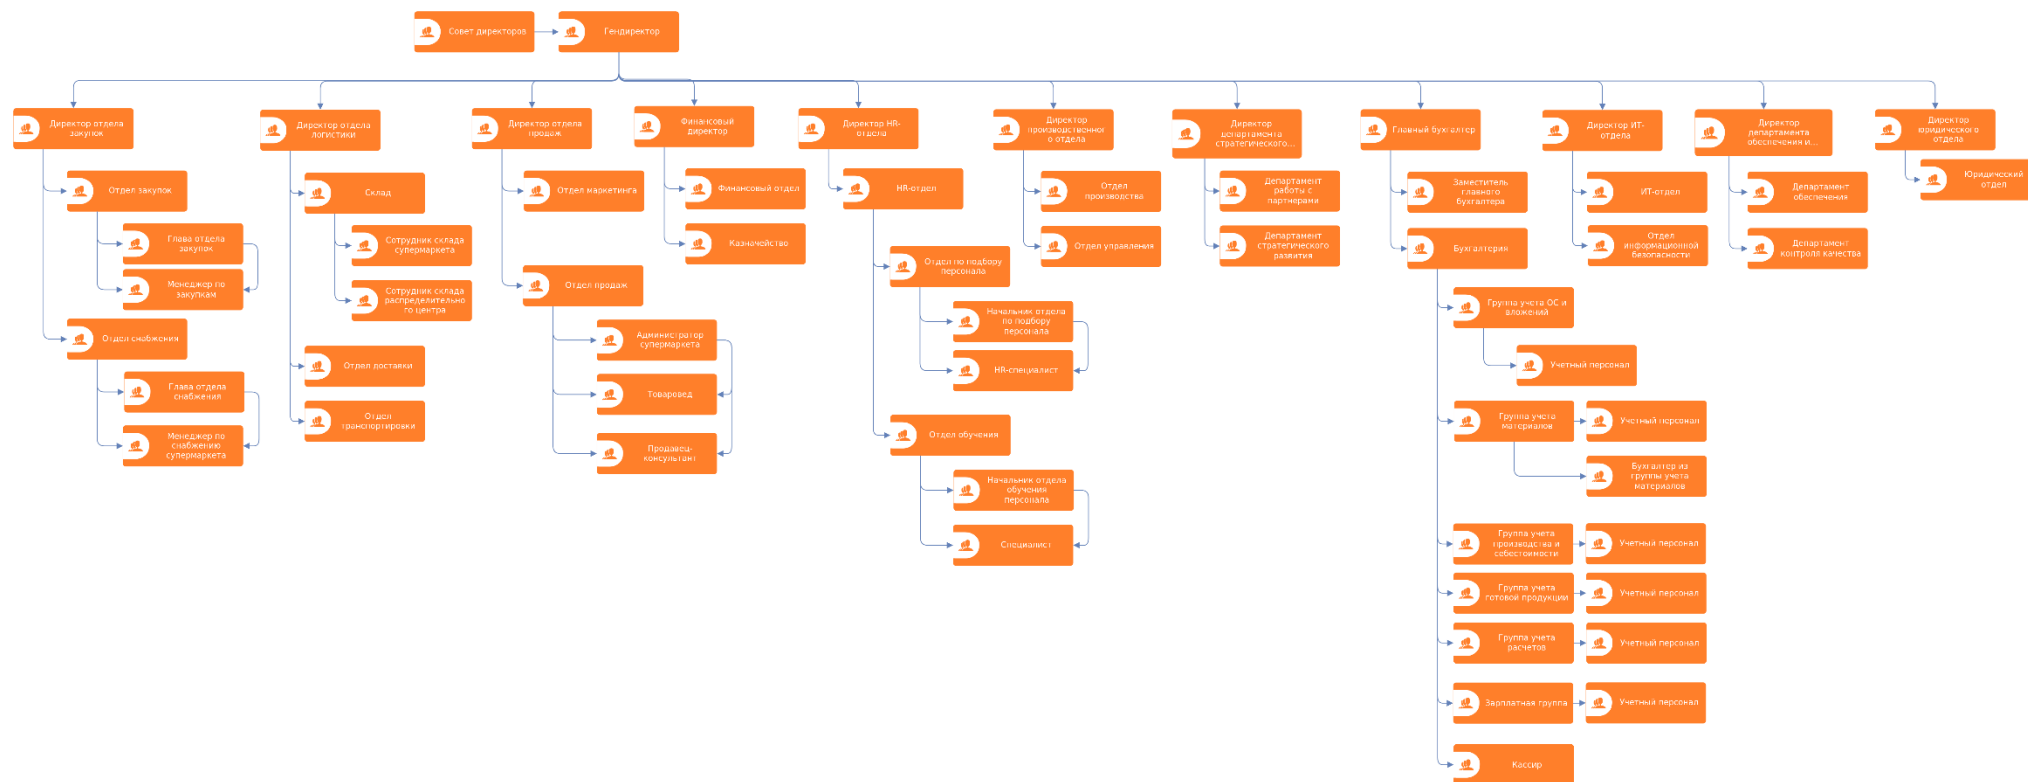 Совет директоров
Гендиректор
Директор отдела
закупок
Директор отдела
логистики
Директор отдела
продаж
Финансовый
директор
Директор HR-
отдела
Директор
производственног
о отдела
Директор
департамента
стратегического...
Главный бухгалтер
Директор ИТ-
отдела
Директор
департамента
обеспечения и...
Директор
юридического
отдела
Отдел закупок
Глава отдела
закупок
Менеджер по
закупкам
Отдел снабжения
Глава отдела
снабжения
Менеджер по
снабжению
супермаркета
Склад
Сотрудник склада
супермаркета
Сотрудник склада
распределительно
го центра
Отдел доставки
Отдел
транспортировки
Отдел маркетинга
Отдел продаж
Администратор
супермаркета
Товаровед
Продавец-
консультант
Финансовый отдел
Казначейство
HR-отдел
Отдел по подбору
персонала
Начальник отдела
по подбору
персонала
HR-специалист
Отдел обучения
Начальник отдела
обучения
персонала
Специалист
Отдел
производства
Отдел управления
Департамент
работы с
партнерами
Департамент
стратегического
развития
Заместитель
главного
бухгалтера
Бухгалтерия
Группа учета ОС и
вложений
Учетный персонал
Группа учета
материалов
Учетный персонал
Бухгалтер из
группы учета
материалов
Группа учета
производства и
себестоимости
Учетный персонал
Группа учета
готовой продукции
Учетный персонал
Группа учета
расчетов
Учетный персонал
Зарплатная группа
Учетный персонал
Кассир
ИТ-отдел
Отдел
информационной
безопасности
Департамент
обеспечения
Департамент
контроля качества
Юридический
отдел